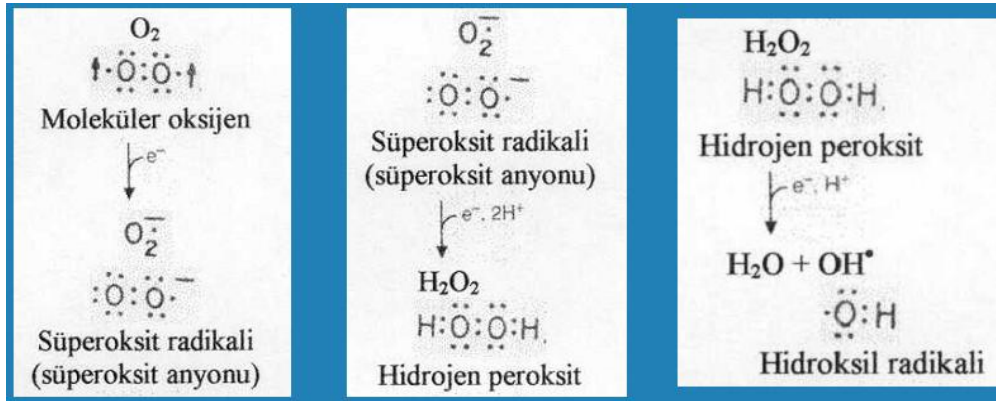 O₂
:Ö:Ö:
Moleküler oksijen
e⁻
O₂•⁻
:Ö:Ö·⁻
Süperoksit radikali
(süperoksit anyonu)
O₂•⁻
:Ö:Ö·⁻
Süperoksit radikali
(süperoksit anyonu)
e⁻, 2H⁺
H₂O₂
H:Ö:Ö:H
Hidrojen peroksit
H₂O₂
H:Ö:Ö:H
Hidrojen peroksit
e⁻, H⁺
H₂O + OH•
·Ö:H
Hidroksil radikali